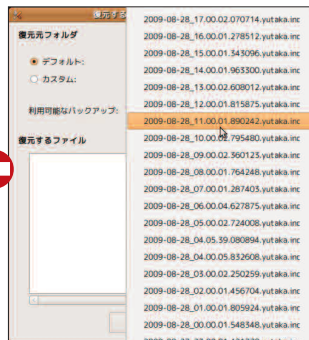 復元する
復元元フォルダ
デフォルト:
カスタム:
利用可能なバックアップ:
復元するファイル
2009-08-28_17.00.02.070714.yutaka.inc
2009-08-28_16.00.01.278512.yutaka.inc
2009-08-28_15.00.01.343096.yutaka.inc
2009-08-28_14.00.01.963300.yutaka.inc
2009-08-28_13.00.02.608012.yutaka.inc
2009-08-28_12.00.01.815875.yutaka.inc
2009-08-28_11.00.01.890242.yutaka.inc
2009-08-28_10.00.02.795480.yutaka.inc
2009-08-28_09.00.02.360123.yutaka.inc
2009-08-28_08.00.01.764248.yutaka.inc
2009-08-28_07.00.01.287403.yutaka.inc
2009-08-28_06.00.04.627875.yutaka.inc
2009-08-28_05.00.02.724008.yutaka.inc
2009-08-28_04.05.39.080894.yutaka.inc
2009-08-28_04.00.05.832608.yutaka.inc
2009-08-28_03.00.02.250259.yutaka.inc
2009-08-28_02.00.01.456704.yutaka.inc
2009-08-28_01.00.01.805924.yutaka.inc
2009-08-28_00.00.01.548348.yutaka.inc